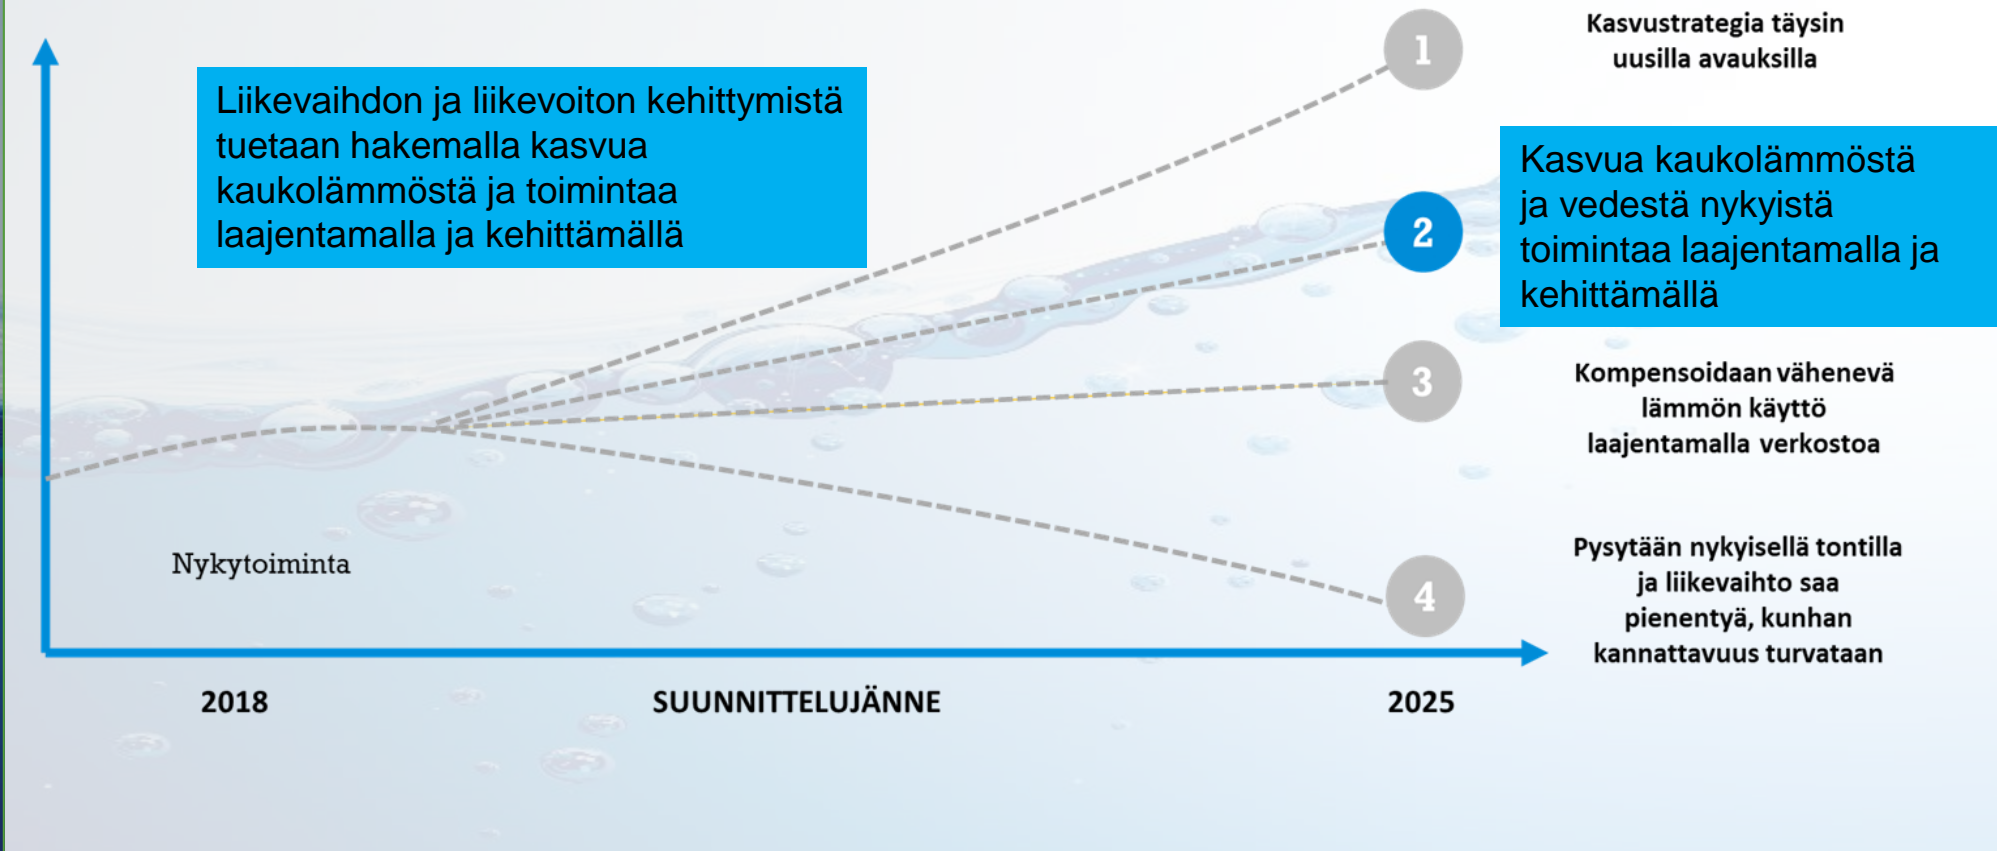 Kasvustrategia täysin
uusilla avauksilla
1
Liikevaihdon ja liikevoiton kehittymistä
tuetaan hakemalla kasvua
kaukolämmöstä ja toimintaa
laajentamalla ja kehittämällä
2
Kasvua kaukolämmöstä
ja vedestä nykyistä
toimintaa laajentamalla ja
kehittämällä
3
Kompensoidaan vähenevä
lämmön käyttö
laajentamalla verkostoa
Nykytoiminta
4
Pysytään nykyisellä tontilla
ja liikevaihto saa
pienentyä, kunhan
kannattavuus turvataan
2018
SUUNNITTELUJÄNNE
2025